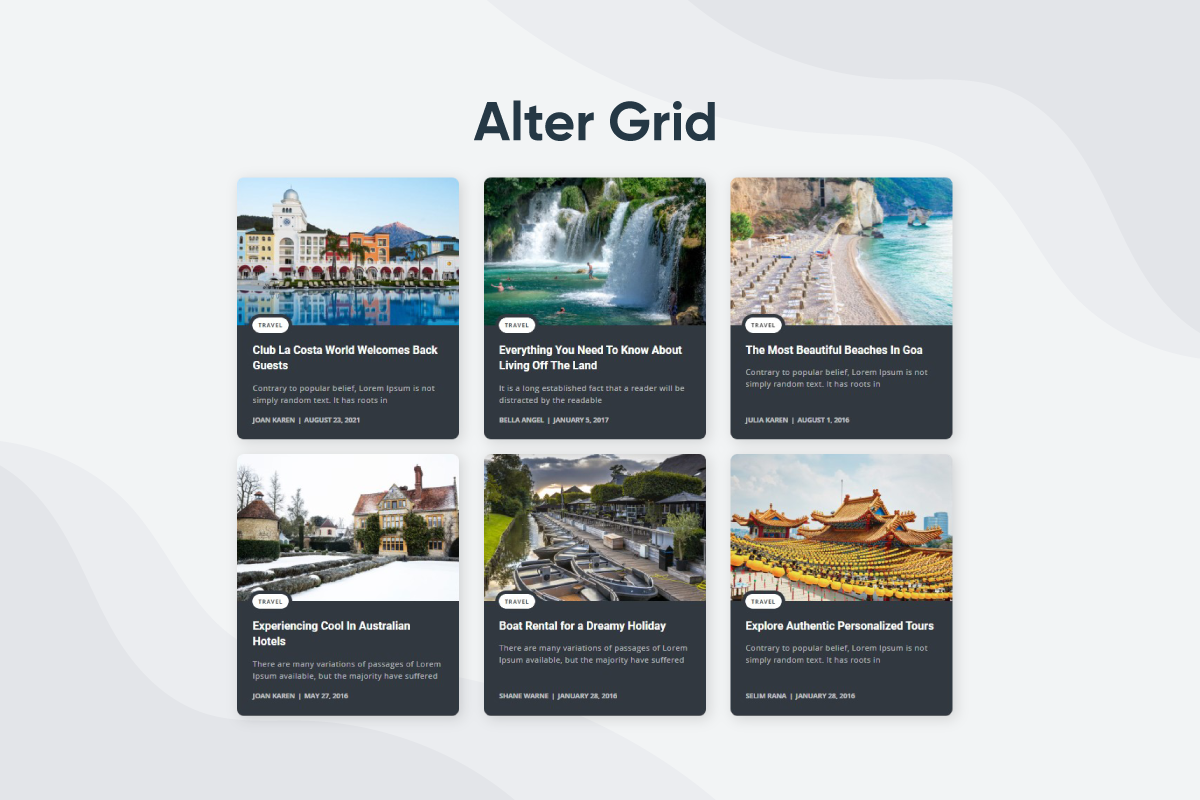 Alter Grid
TRAVEL
Club La Costa World Welcomes Back
Guests
Contrary to popular belief, Lorem Ipsum is not
simply random text. It has roots in
JOAN KAREN | AUGUST 23, 2021
TRAVEL
Everything You Need To Know About
Living Off The Land
It is a long established fact that a reader will be
distracted by the readable
BELLA ANGEL | JANUARY 5, 2017
TRAVEL
The Most Beautiful Beaches In Goa
Contrary to popular belief, Lorem Ipsum is not
simply random text. It has roots in
JULIA KAREN | AUGUST 1, 2016
TRAVEL
Experiencing Cool In Australian
Hotels
There are many variations of passages of Lorem
Ipsum available, but the majority have suffered
JOAN KAREN | MAY 27, 2016
TRAVEL
Boat Rental for a Dreamy Holiday
There are many variations of passages of Lorem
Ipsum available, but the majority have suffered
SHANE WARNE | JANUARY 28, 2016
TRAVEL
Explore Authentic Personalized Tours
Contrary to popular belief, Lorem Ipsum is not
simply random text. It has roots in
SELIM RANA | JANUARY 28, 2016